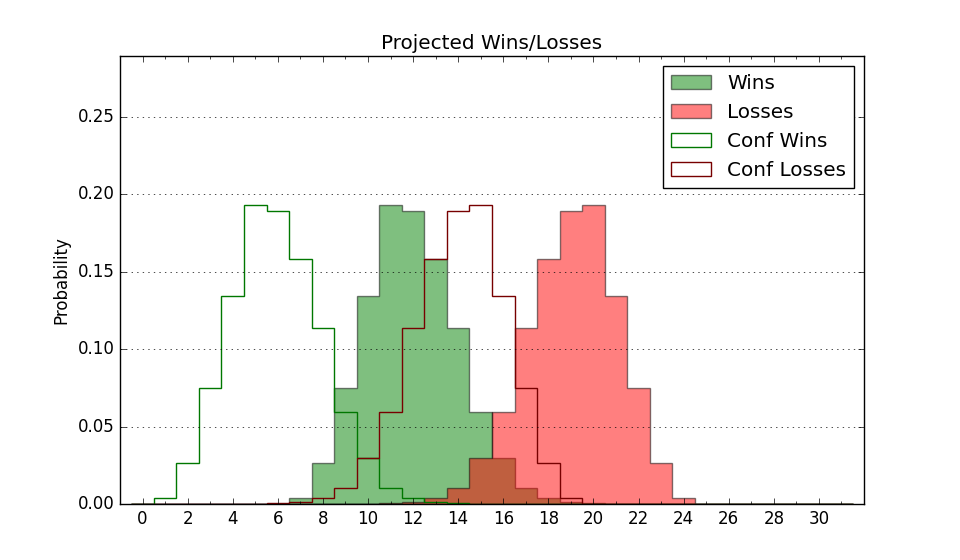 Projected Wins/Losses
Wins
Losses
Conf Wins
Conf Losses
Probability
0.25
0.20
0.15
0.10
0.05
0.00
0 2 4 6 8 10 12 14 16 18 20 22 24 26 28 30